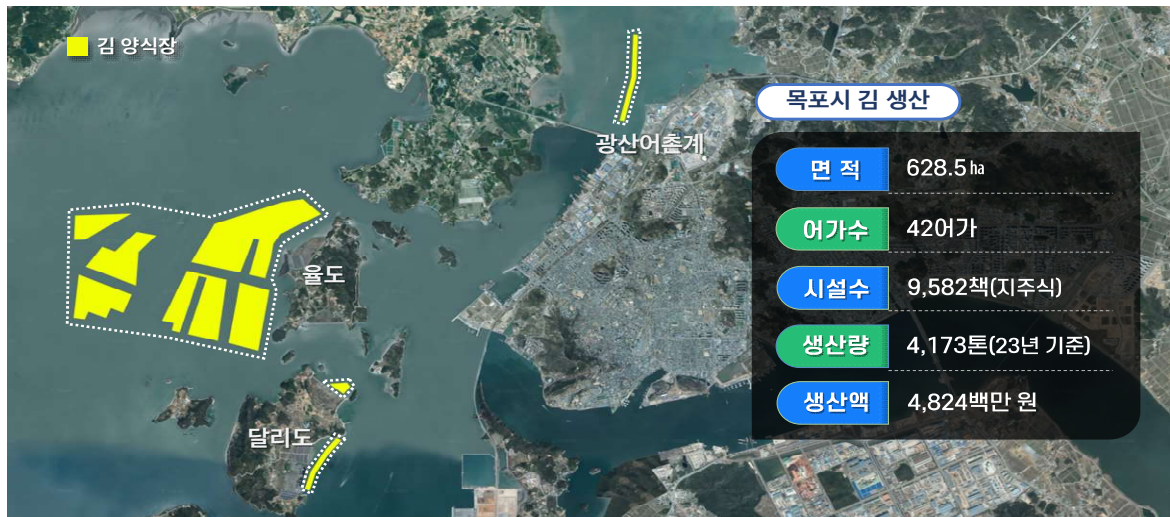 김 양식장
광산어촌계
율도
달리도
목포시 김 생산
면 적 628.5㏊
어가수 42어가
시설수 9,582책(지주식)
생산량 4,173톤(23년 기준)
생산액 4,824백만 원